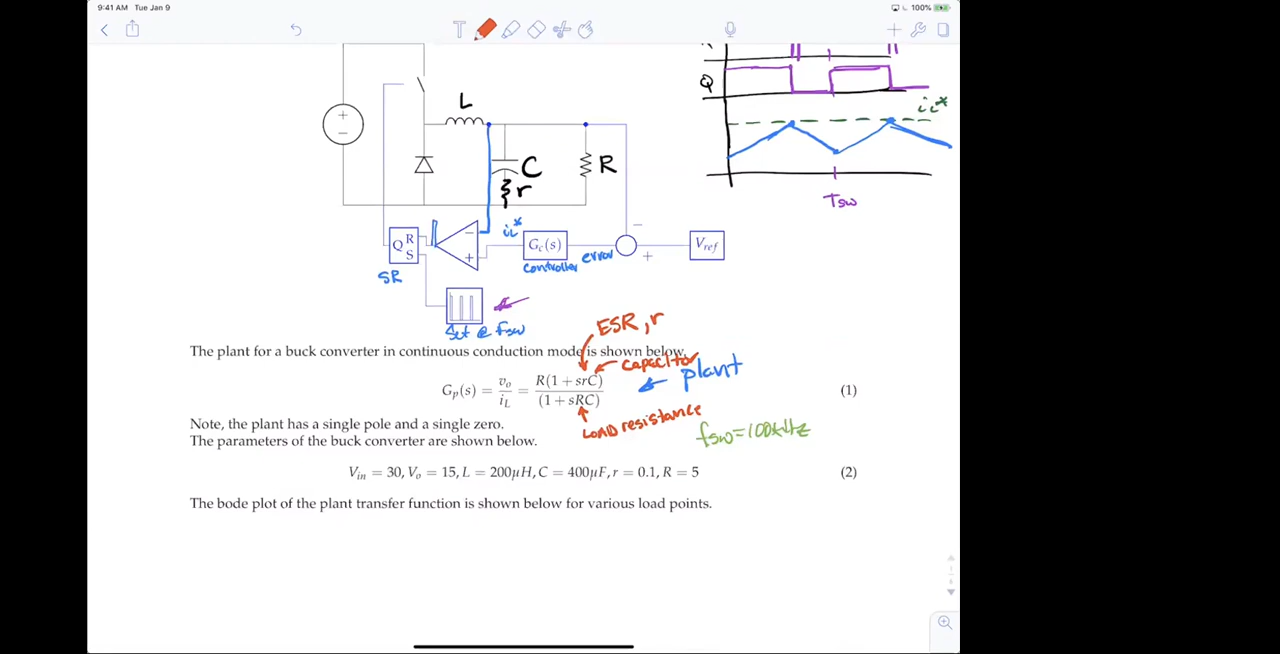 9:41 AM Tue Jan 9
100%
Q
iL*
Tsw
L
C
r
R
iL*
Q R
S
SR
− 
+
Gc(s)
controller
error
−
+
Vref
Set @ fsw
ESR, r
The plant for a buck converter in continuous conduction mode is shown below.
capacitor
plant
Gp(s) = vo/iL = R(1 + srC)/(1 + sRC) (1)
LOAD resistance
Note, the plant has a single pole and a single zero.
fsw=100kHz
The parameters of the buck converter are shown below.
Vin = 30, Vo = 15, L = 200μH, C = 400μF, r = 0.1, R = 5 (2)
The bode plot of the plant transfer function is shown below for various load points.